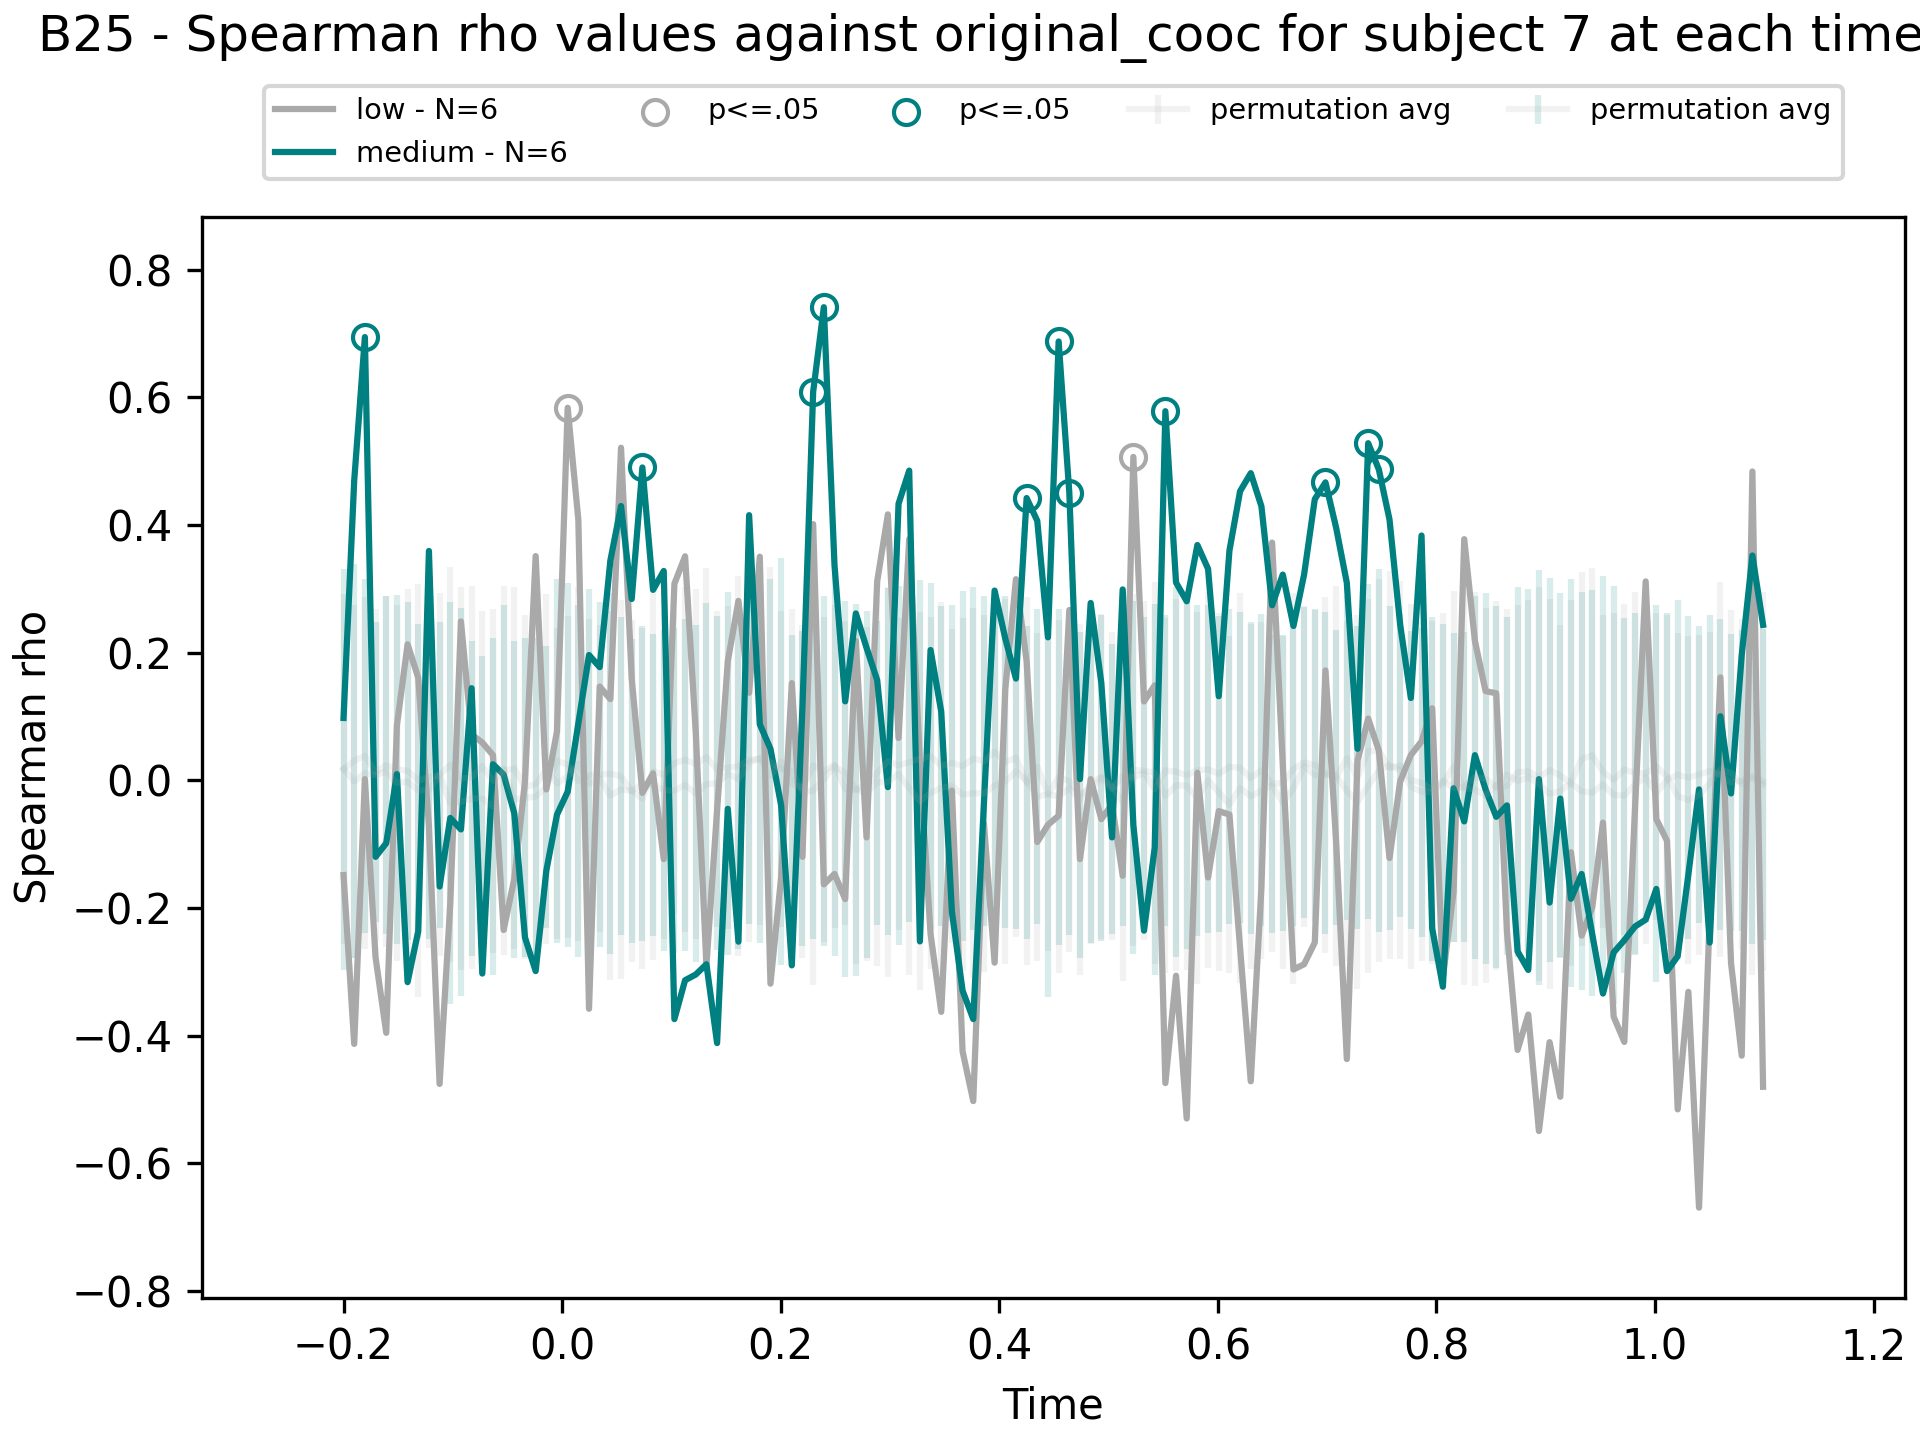 B25 - Spearman rho values against original_cooc for subject 7 at each time
low - N=6 p<=.05 p<=.05 permutation avg permutation avg
medium - N=6
0.8
0.6
0.4
0.2
0.0
−0.2
−0.4
−0.6
−0.8
Spearman rho
−0.2 0.0 0.2 0.4 0.6 0.8 1.0 1.2
Time